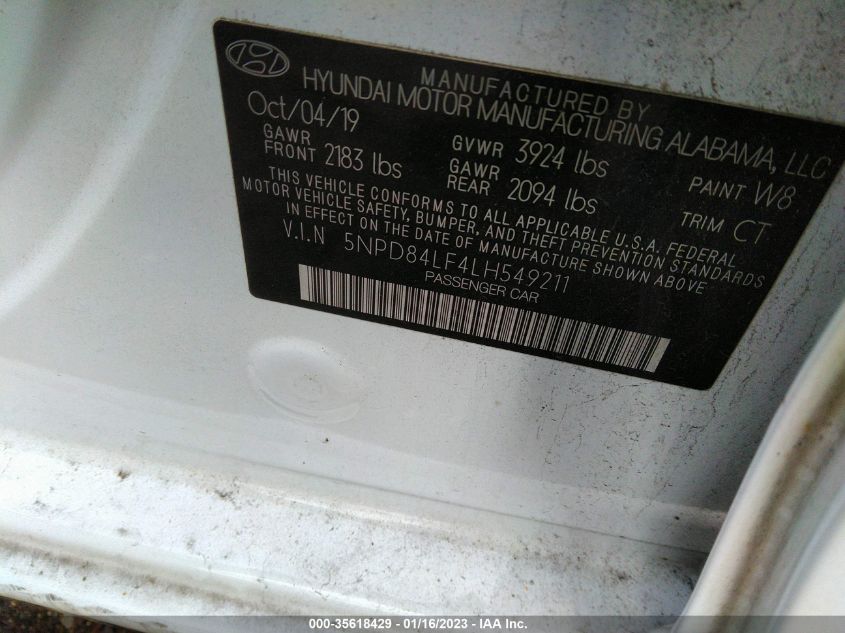 MANUFACTURED BY
HYUNDAI MOTOR MANUFACTURING ALABAMA, LLC
Oct/04/19
GAWR FRONT 2183 lbs
GVWR 3924 lbs
GAWR REAR 2094 lbs
PAINT W8
TRIM CT
THIS VEHICLE CONFORMS TO ALL APPLICABLE U.S.A. FEDERAL
MOTOR VEHICLE SAFETY, BUMPER, AND THEFT PREVENTION STANDARDS
IN EFFECT ON THE DATE OF MANUFACTURE SHOWN ABOVE
V.I.N 5NPD84LF4LH549211
PASSENGER CAR
000-35618429 - 01/16/2023 - © IAA Inc.